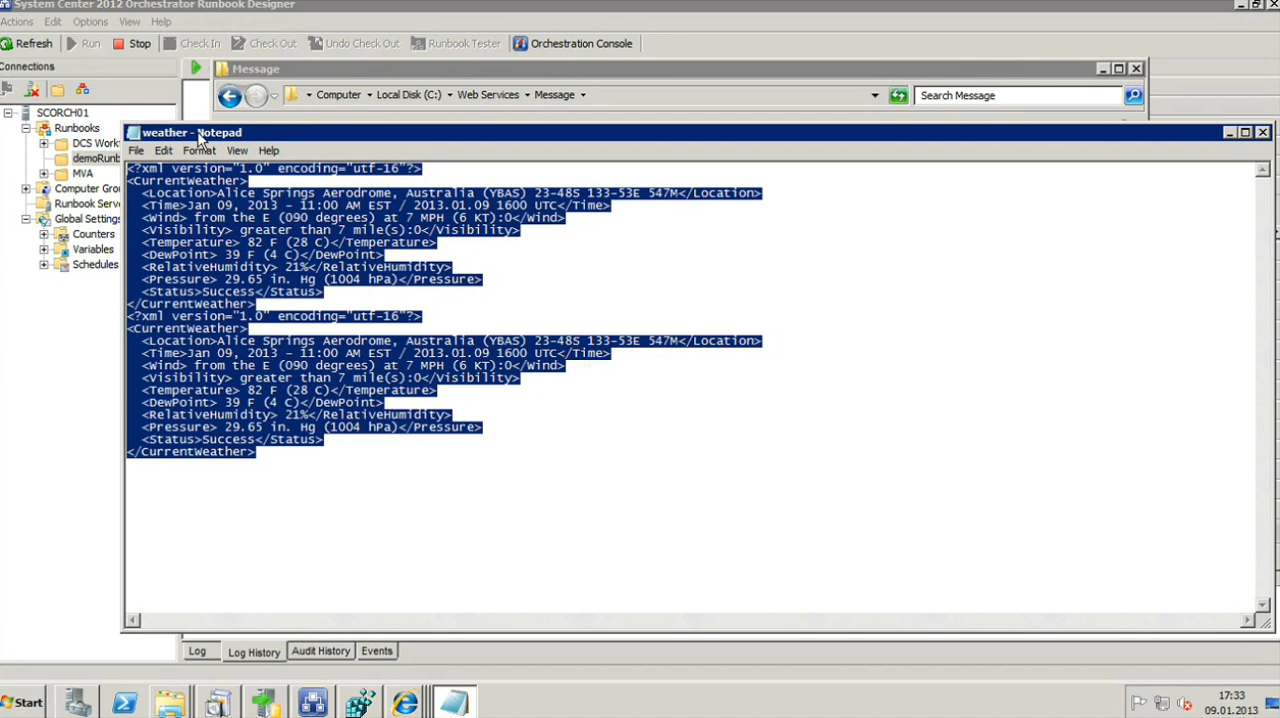 System Center 2012 Orchestrator Runbook Designer
Actions Edit Options View Help
Refresh Run Stop Check In Check Out Undo Check Out Runbook Tester Orchestration Console
Connections
Message
Computer Local Disk (C:) Web Services Message Search Message
SCORCH01
Runbooks
DCS Work
demoRunb
MVA
Computer Grou
Runbook Serve
Global Settings
Counters
Variables
Schedules
weather - Notepad
File Edit Format View Help
<?xml version="1.0" encoding="utf-16"?>
<CurrentWeather>
<Location>Alice Springs Aerodrome, Australia (YBAS) 23-48S 133-53E 547M</Location>
<Time>Jan 09, 2013 - 11:00 AM EST / 2013.01.09 1600 UTC</Time>
<Wind> from the E (090 degrees) at 7 MPH (6 KT):0</Wind>
<Visibility> greater than 7 mile(s):0</Visibility>
<Temperature> 82 F (28 C)</Temperature>
<DewPoint> 39 F (4 C)</DewPoint>
<RelativeHumidity> 21%</RelativeHumidity>
<Pressure> 29.65 in. Hg (1004 hPa)</Pressure>
<Status>Success</Status>
</CurrentWeather>
<?xml version="1.0" encoding="utf-16"?>
<CurrentWeather>
<Location>Alice Springs Aerodrome, Australia (YBAS) 23-48S 133-53E 547M</Location>
<Time>Jan 09, 2013 - 11:00 AM EST / 2013.01.09 1600 UTC</Time>
<Wind> from the E (090 degrees) at 7 MPH (6 KT):0</Wind>
<Visibility> greater than 7 mile(s):0</Visibility>
<Temperature> 82 F (28 C)</Temperature>
<DewPoint> 39 F (4 C)</DewPoint>
<RelativeHumidity> 21%</RelativeHumidity>
<Pressure> 29.65 in. Hg (1004 hPa)</Pressure>
<Status>Success</Status>
</CurrentWeather>
Log Log History Audit History Events
Start
17:33
09.01.2013